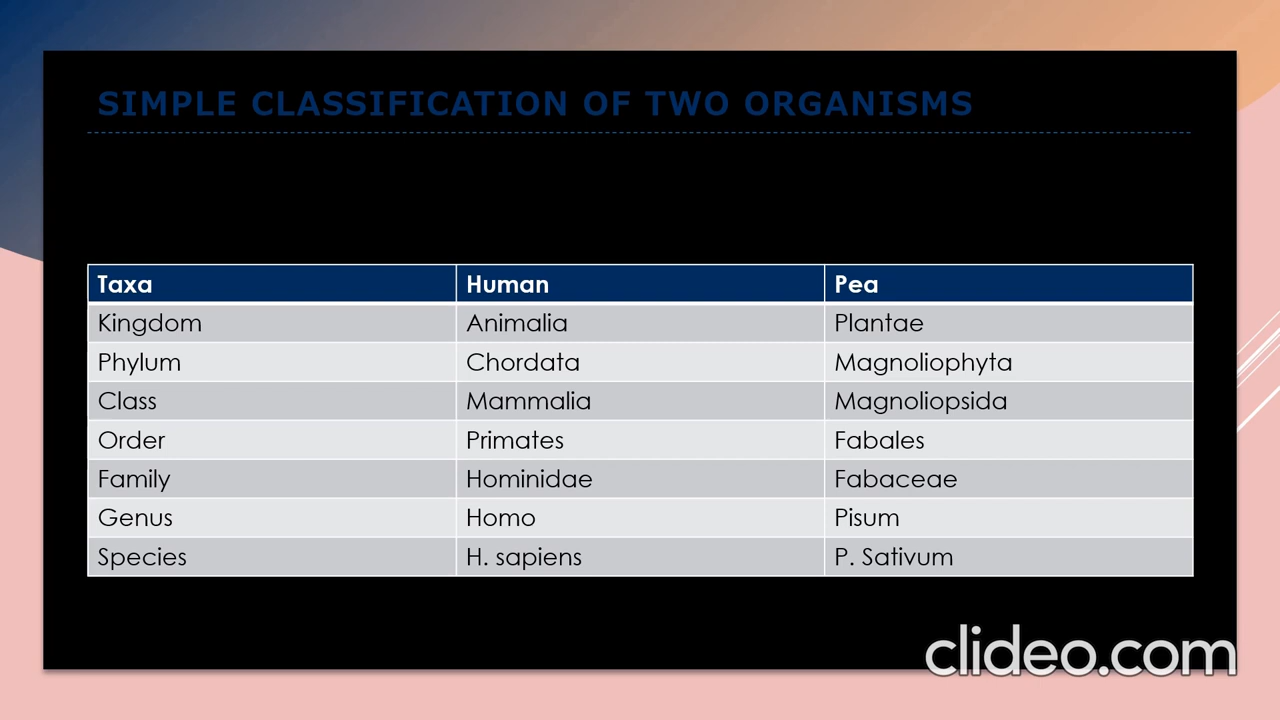 SIMPLE CLASSIFICATION OF TWO ORGANISMS
Taxa Human Pea
Kingdom Animalia Plantae
Phylum Chordata Magnoliophyta
Class Mammalia Magnoliopsida
Order Primates Fabales
Family Hominidae Fabaceae
Genus Homo Pisum
Species H. sapiens P. Sativum
clideo.com